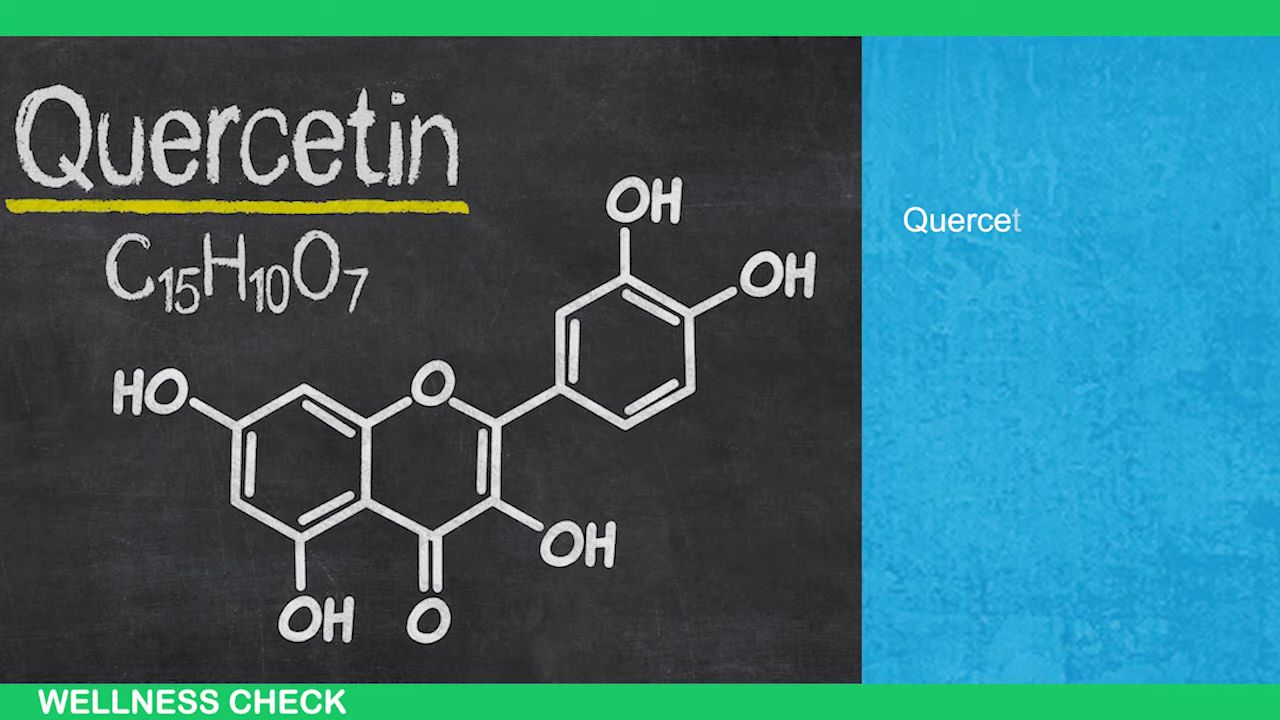 Quercetin
C₁₅H₁₀O₇
OH
OH
HO
O
OH
OH
O
Quercet
WELLNESS CHECK